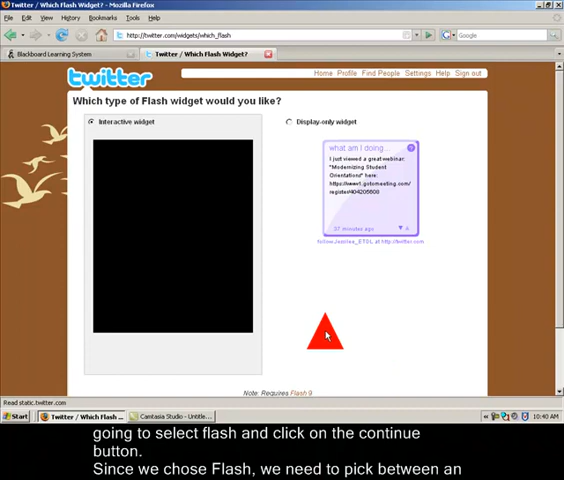 Twitter / Which Flash Widget? - Mozilla Firefox
File Edit View History Bookmarks Tools Help
http://twitter.com/widgets/which_flash
Google
Blackboard Learning System
Twitter / Which Flash Widget?
twitter
Home Profile Find People Settings Help Sign out
Which type of Flash widget would you like?
Interactive widget
Display-only widget
what am I doing... ?
I just viewed a great webinar:
"Modernizing Student
Orientations" here:
https://www1.gotomeeting.com/
register/404205608
37 minutes ago
at http://twitter.com
Note: Requires Flash 9
Read static.twitter.com
Start
Twitter / Which Flash ...
Camtasia Studio - Untitle...
10:40 AM
going to select flash and click on the continue
button.
Since we chose Flash, we need to pick between an